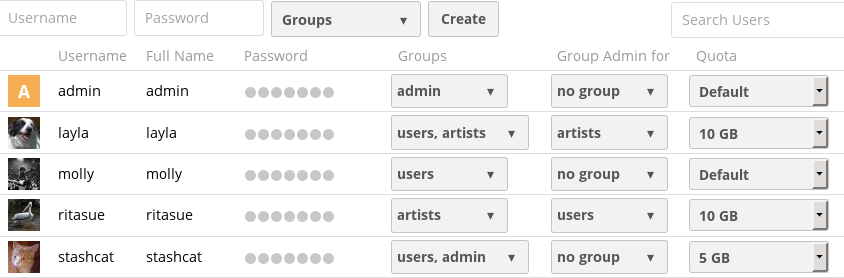 Username Password Groups Create Search Users
Username Full Name Password Groups Group Admin for Quota
A admin admin admin no group Default
layla layla users, artists artists 10 GB
molly molly users no group Default
ritasue ritasue artists users 10 GB
stashcat stashcat users, admin no group 5 GB